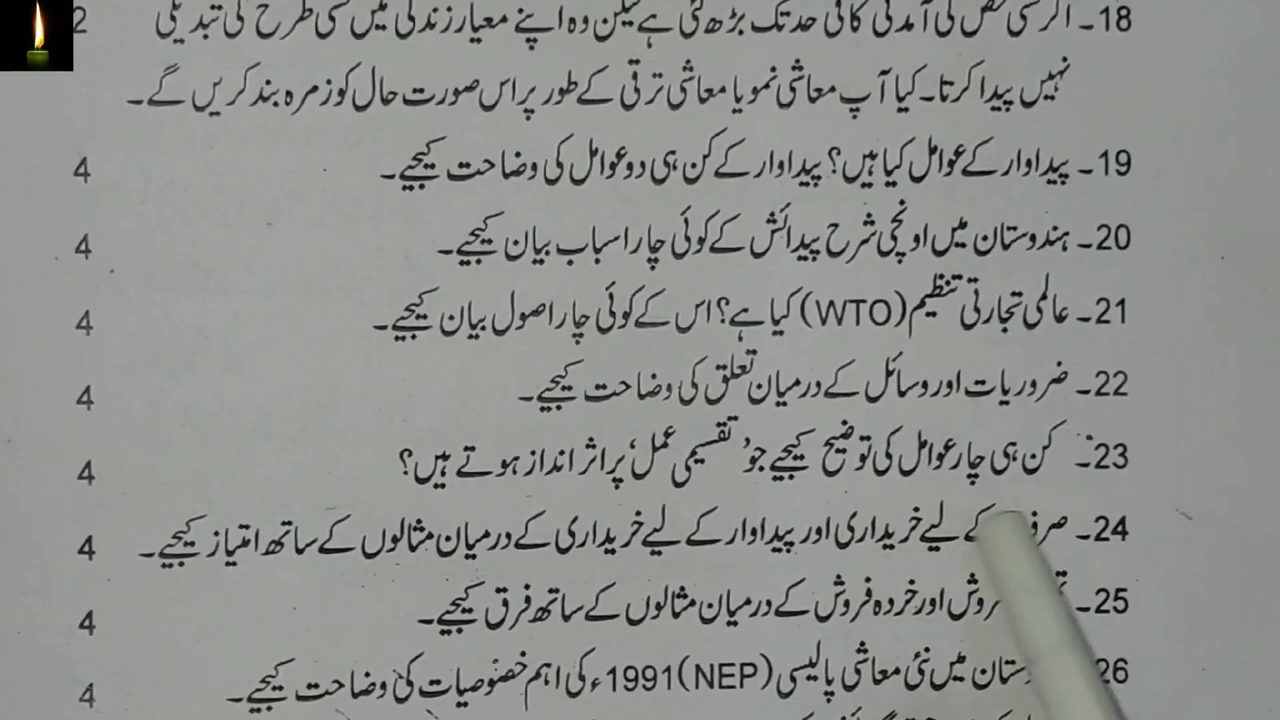 18۔ اگر کسی شخص کی آمدنی کافی حد تک بڑھ گئی ہے لیکن وہ اپنے معیار زندگی میں کسی طرح کی تبدیلی 2
نہیں پیدا کرتا۔ کیا آپ معاشی نمو یا معاشی ترقی کے طور پر اس صورت حال کو زمرہ بند کریں گے۔
19۔ پیداوار کے عوامل کیا ہیں؟ پیداوار کے کن ہی دو عوامل کی وضاحت کیجیے۔ 4
20۔ ہندوستان میں اونچی شرح پیدائش کے کوئی چار اسباب بیان کیجیے۔ 4
21۔ عالمی تجارتی تنظیم (WTO) کیا ہے؟ اس کے کوئی چار اصول بیان کیجیے۔ 4
22۔ ضروریات اور وسائل کے درمیان تعلق کی وضاحت کیجیے۔ 4
23۔ کن ہی چار عوامل کی توضیح کیجیے جو ’تقسیمی عمل‘ پر اثر انداز ہوتے ہیں؟ 4
24۔ کے لیے خریداری اور پیداوار کے لیے خریداری کے درمیان مثالوں کے ساتھ امتیاز کیجیے۔ 4
25۔ اور خردہ فروش کے درمیان مثالوں کے ساتھ فرق کیجیے۔ 4
26 میں نئی معاشی پالیسی (NEP) 1991ء کی اہم خصوصیات کی وضاحت کیجیے۔ 4